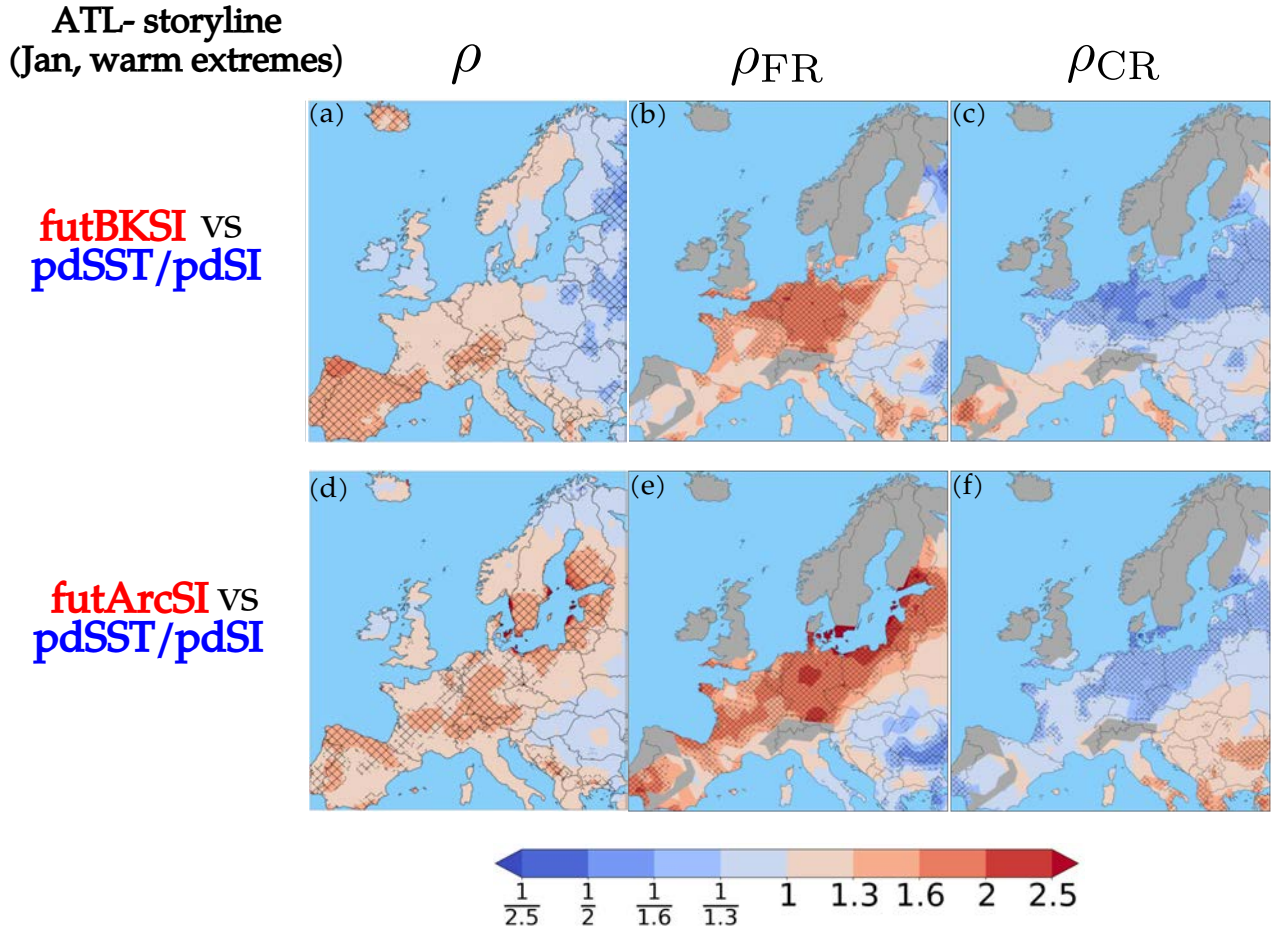 ATL- storyline
(Jan, warm extremes)
ρ
ρFR
ρCR
(a)
(b)
(c)
futBKSI vs
pdSST/pdSI
(d)
(e)
(f)
futArcSI vs
pdSST/pdSI
1/2.5 1/2 1/1.6 1/1.3 1 1.3 1.6 2 2.5